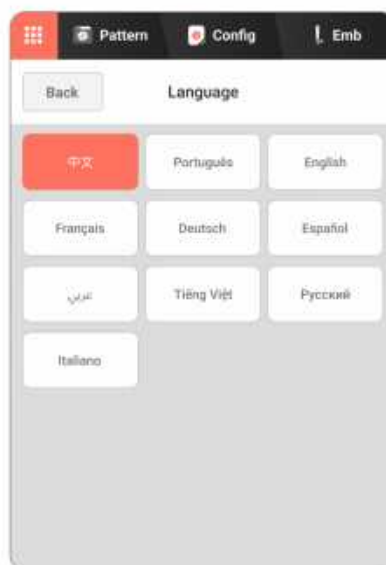 Pattern Config Emb
Back Language
中文 Português English
Français Deutsch Español
عربي Tiếng Việt Русский
Italiano